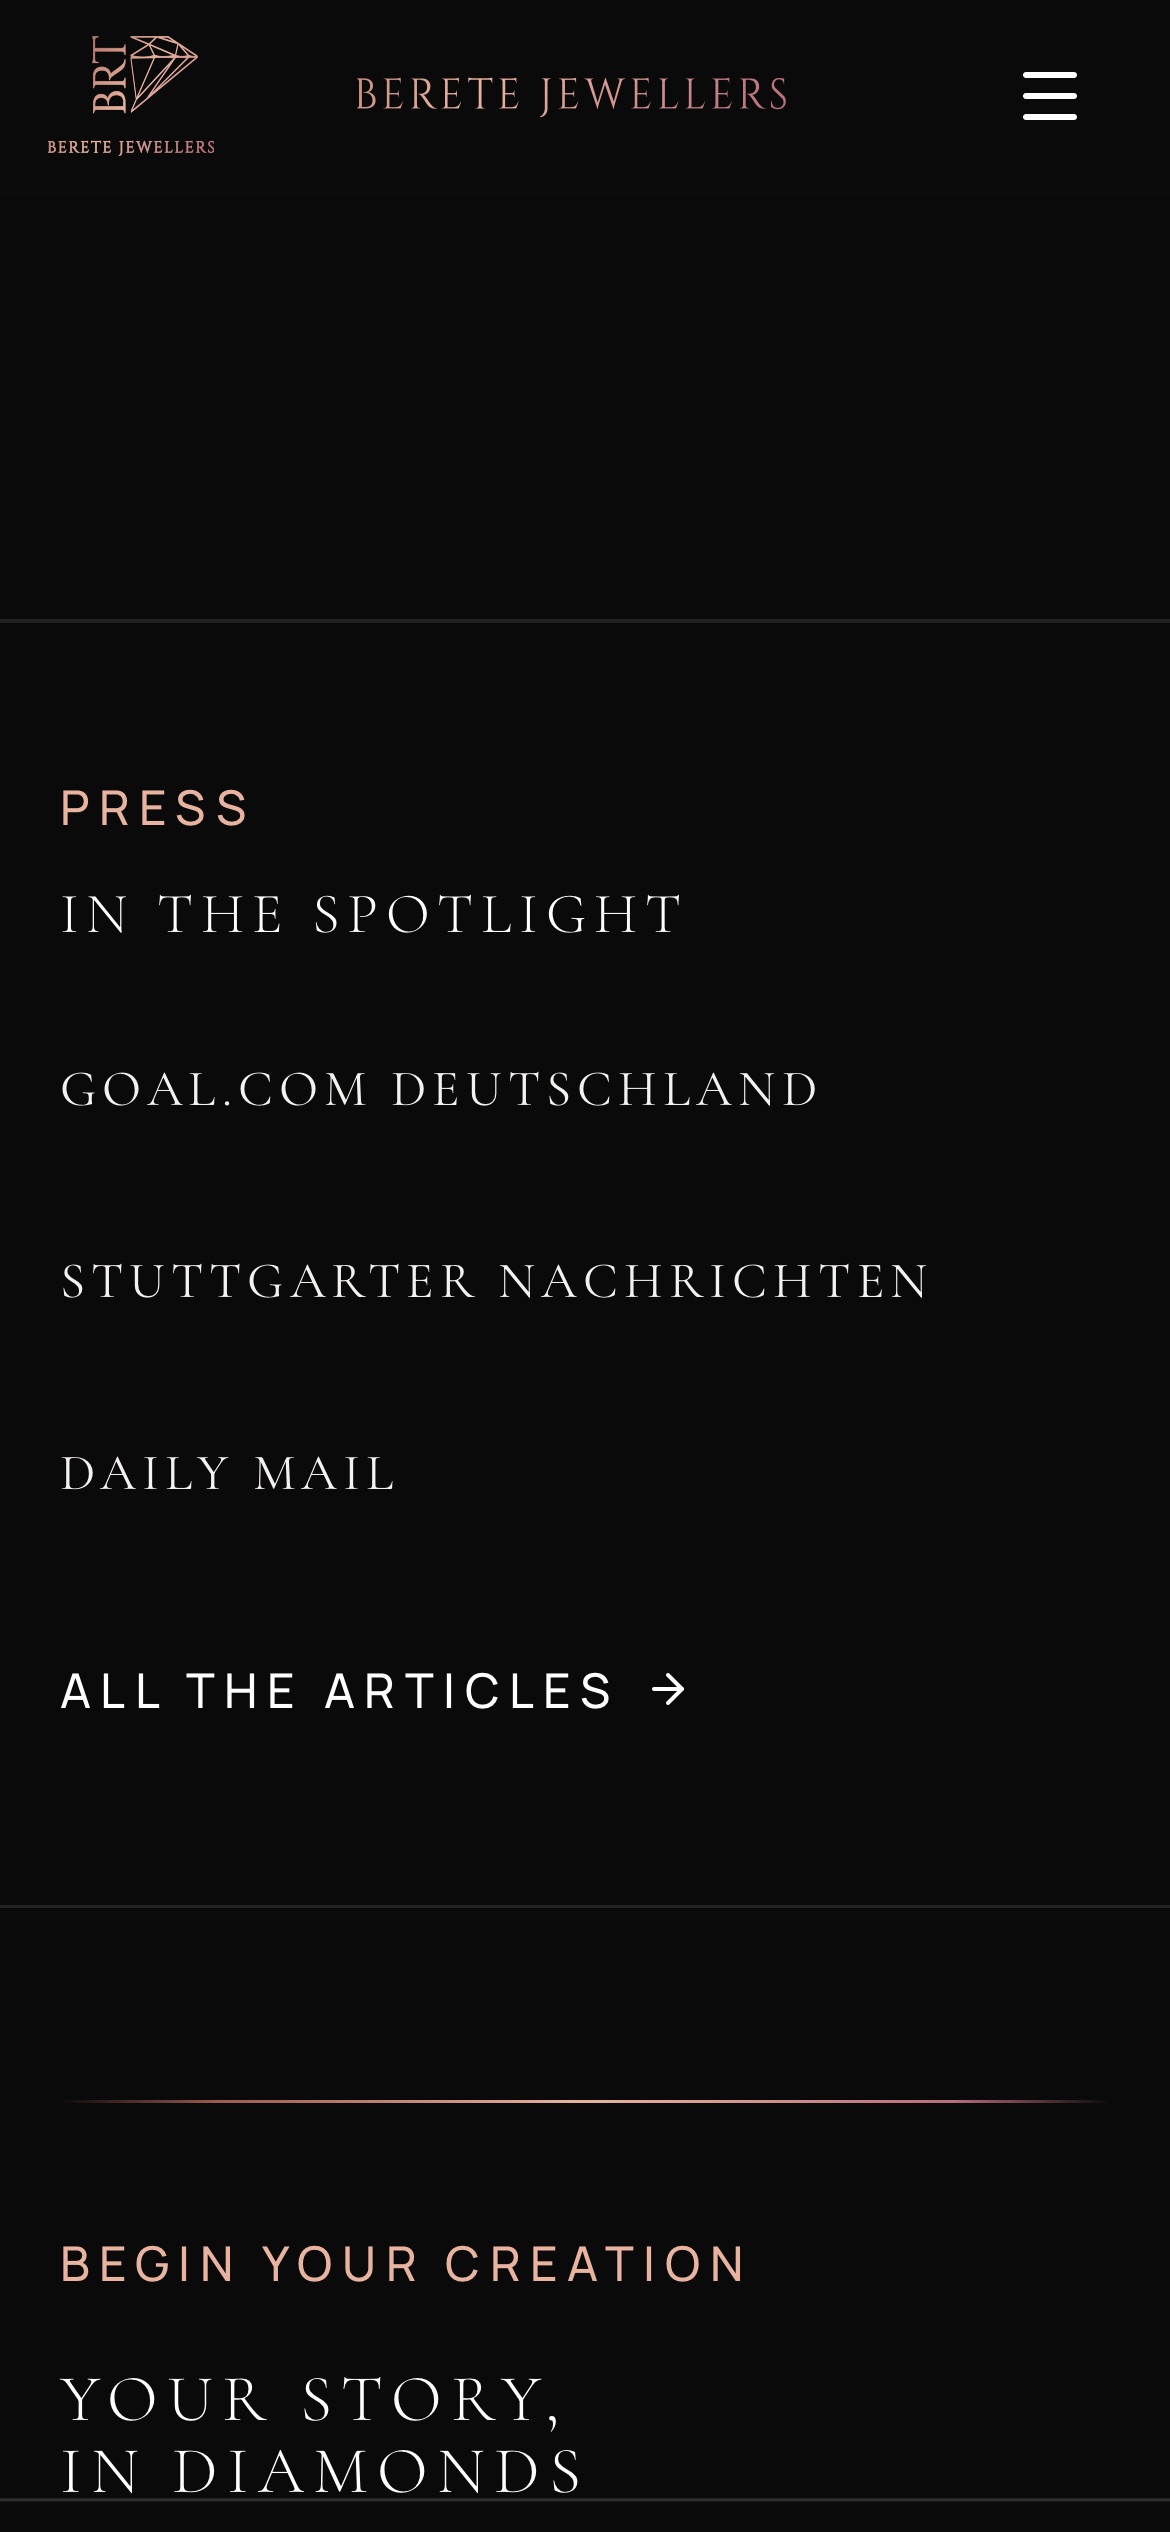 BRT
BERETE JEWELLERS
BERETE JEWELLERS
PRESS
IN THE SPOTLIGHT
GOAL.COM DEUTSCHLAND
STUTTGARTER NACHRICHTEN
DAILY MAIL
ALL THE ARTICLES →
BEGIN YOUR CREATION
YOUR STORY,
IN DIAMONDS